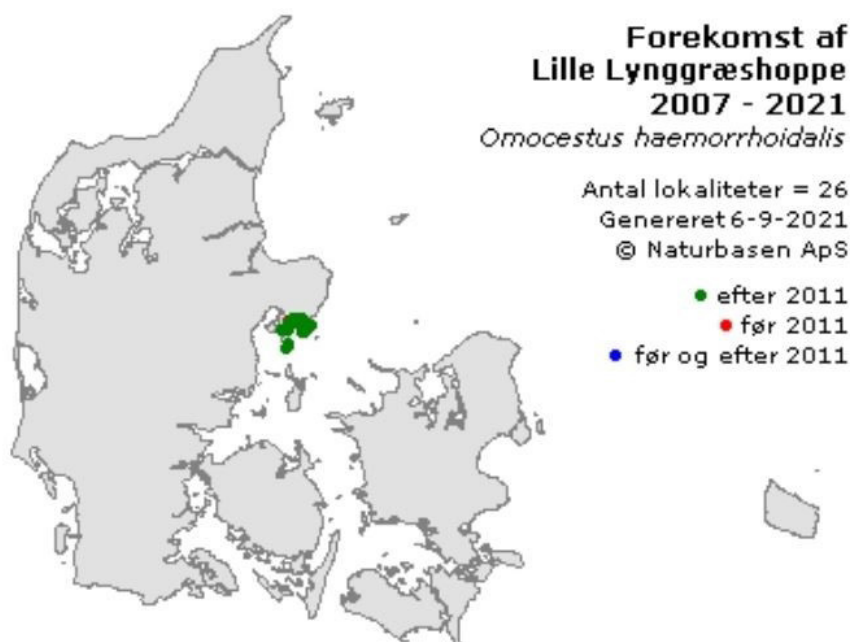 Forekomst af
Lille Lynggræshoppe
2007 - 2021
Omocestus haemorrhoidalis
Antal lokaliteter = 26
Genereret 6-9-2021
© Naturbasen ApS
efter 2011
før 2011
før og efter 2011